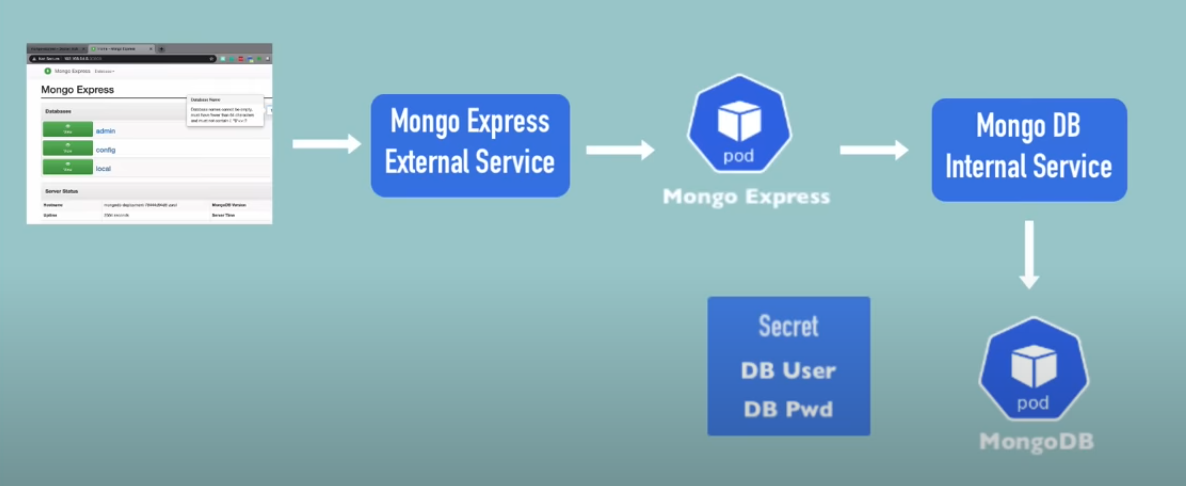 Mongo Express Database
Mongo Express
Database Name
Databases
View
admin
View
config
View
local
Server Status
Hostname
MongoDB Version
Uptime
Server Time
Mongo Express
External Service
pod
Mongo Express
Mongo DB
Internal Service
Secret
DB User
DB Pwd
pod
MongoDB